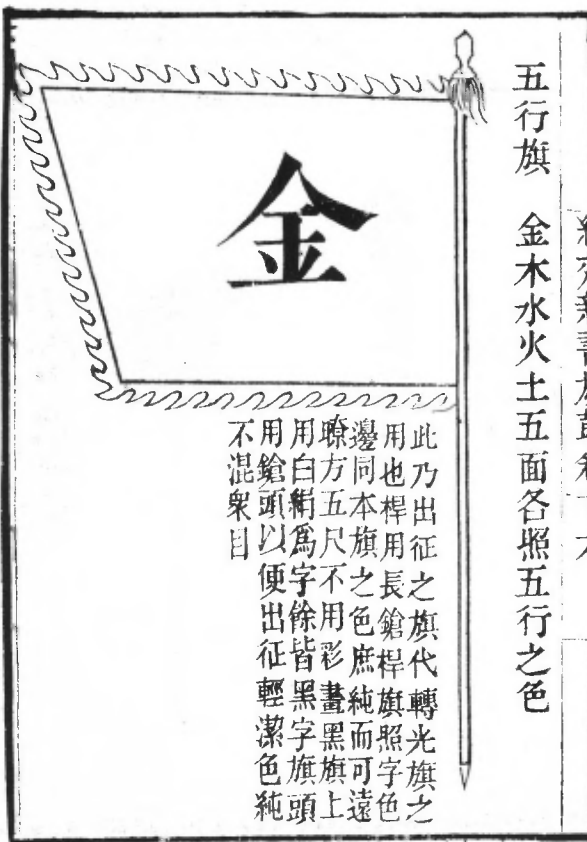 五行旗　金木水火土五面各照五行之色
金
此乃出征之旗代轉光旗之
用也桿用長鎗桿旗照字色
邊同本旗之色庶純而可遠
瞭方五尺不用彩畫黑旗上
用白絹爲字餘皆黑字旗頭
用鎗頭以便出征輕潔色純
不混衆目